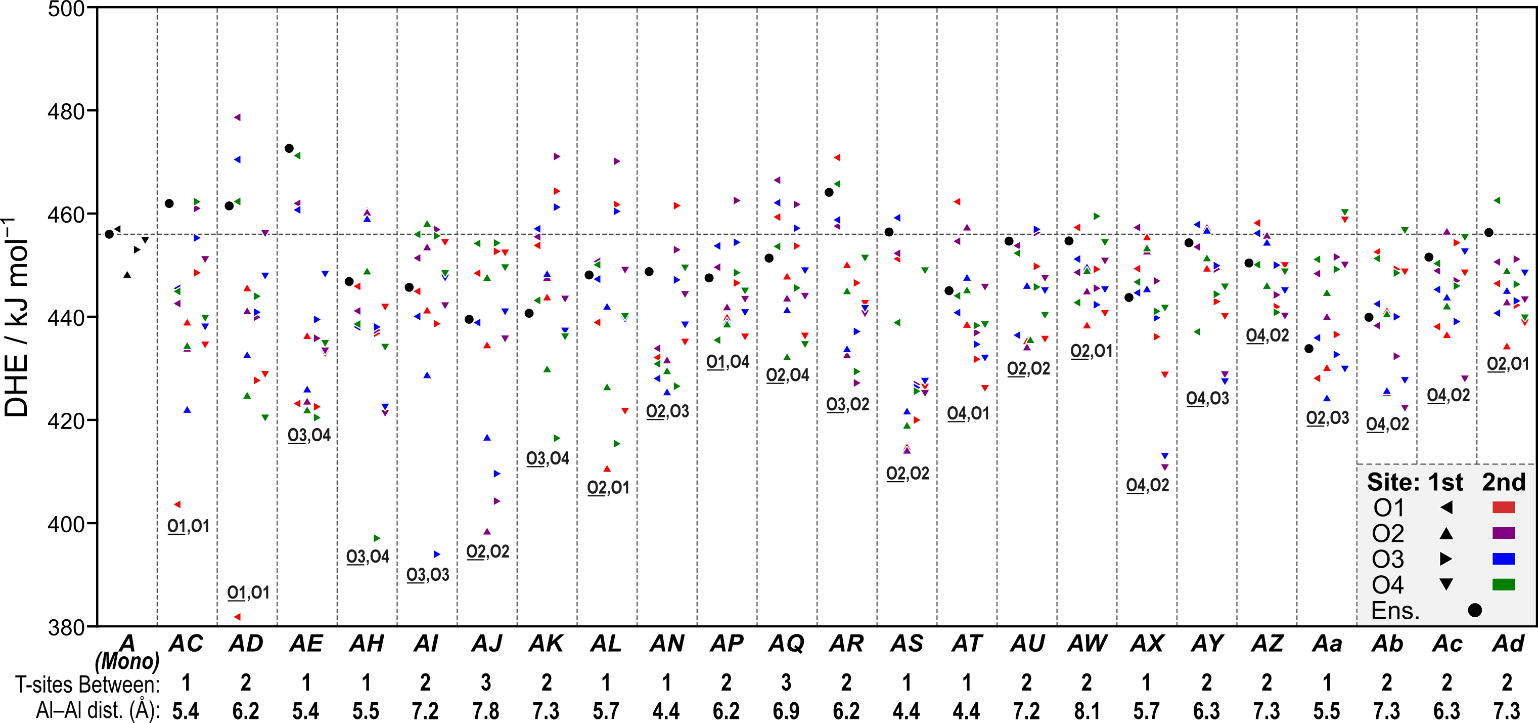 DHE / kJ mol⁻¹
500
480
460
440
420
400
380
O1,O1
O1,O1
O3,O4
O3,O4
O3,O3
O2,O2
O3,O4
O2,O1
O2,O3
O1,O4
O2,O4
O3,O2
O2,O2
O4,O1
O2,O2
O2,O1
O4,O2
O4,O3
O4,O2
O2,O3
O4,O2
O4,O2
O2,O1
Site: 1st 2nd
O1
O2
O3
O4
Ens.
A AC AD AE AH AI AJ AK AL AN AP AQ AR AS AT AU AW AX AY AZ Aa Ab Ac Ad
(Mono)
T-sites Between: 1 2 1 1 2 3 2 1 1 2 3 2 1 1 2 2 1 2 2 1 2 2 2
Al–Al dist. (Å): 5.4 6.2 5.4 5.5 7.2 7.8 7.3 5.7 4.4 6.2 6.9 6.2 4.4 4.4 7.2 8.1 5.7 6.3 7.3 5.5 7.3 6.3 7.3